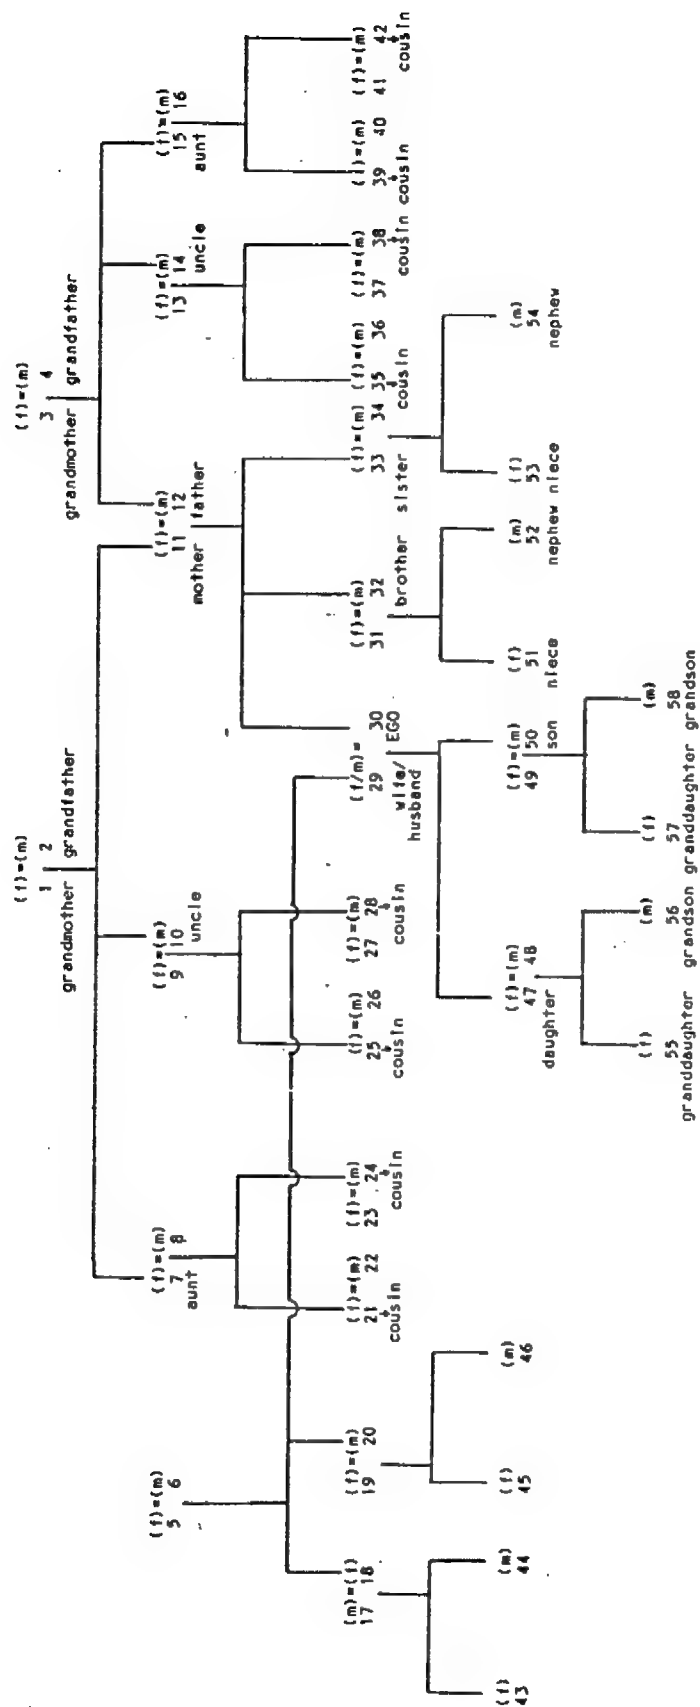 (f)=(m) (f)=(m)
1 2 3 4
grandmother grandfather grandmother grandfather
(f)=(m) (f)=(m) (f)=(m) (f)=(m) (f)=(m) (f)=(m)
5 6 7 8 9 10 11 12 13 14 15 16
aunt uncle mother father uncle aunt
(m)=(f) (f)=(m) (f)=(m) (f)=(m) (f)=(m) (f)=(m) (f/m)= (f)=(m) (f)=(m) (f)=(m) (f)=(m) (f)=(m) (f)=(m)
17 18 19 20 21 22 23 24 25 26 27 28 29 30 31 32 33 34 35 36 37 38 39 40 41 42
cousin cousin cousin cousin wife/ EGO brother sister cousin cousin cousin cousin
husband
(f) (m) (f) (m) (f)=(m) (f)=(m) (f) (m) (f) (m)
43 44 45 46 47 48 49 50 51 52 53 54
daughter son niece nephew niece nephew
(f) (m) (f) (m)
55 56 57 58
granddaughter grandson granddaughter grandson